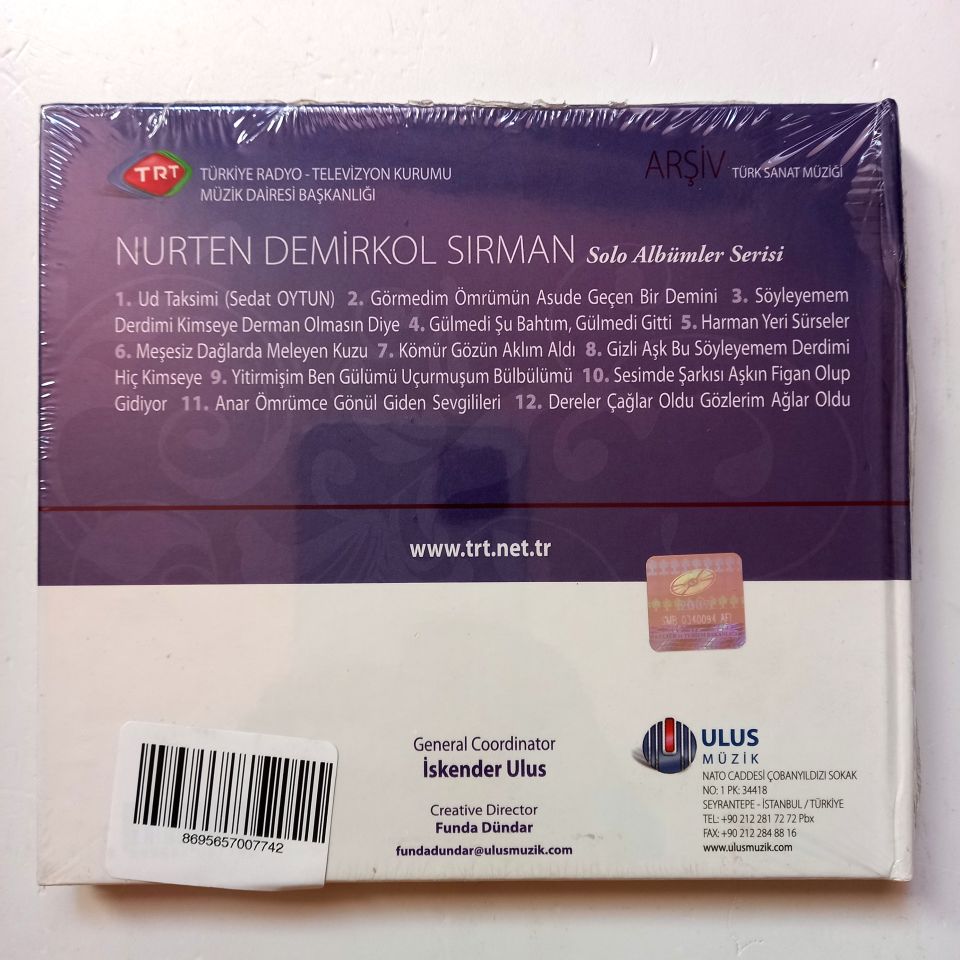 TRT
TÜRKİYE RADYO - TELEVİZYON KURUMU
MÜZİK DAİRESİ BAŞKANLIĞI
ARŞİV TÜRK SANAT MÜZİĞİ
NURTEN DEMİRKOL SIRMAN Solo Albümler Serisi
1. Ud Taksimi (Sedat OYTUN) 2. Görmedim Ömrümün Asude Geçen Bir Demini 3. Söyleyemem
Derdimi Kimseye Derman Olmasın Diye 4. Gülmedi Şu Bahtım, Gülmedi Gitti 5. Harman Yeri Sürseler
6. Meşesiz Dağlarda Meleyen Kuzu 7. Kömür Gözün Aklım Aldı 8. Gizli Aşk Bu Söyleyemem Derdimi
Hiç Kimseye 9. Yitirmişim Ben Gülümü Uçurmuşum Bülbülümü 10. Sesimde Şarkısı Aşkın Figan Olup
Gidiyor 11. Anar Ömrümce Gönül Giden Sevgilileri 12. Dereler Çağlar Oldu Gözlerim Ağlar Oldu
www.trt.net.tr
0340094
General Coordinator
İskender Ulus
Creative Director
Funda Dündar
fundadundar@ulusmuzik.com
8695657007742
ULUS
MÜZİK
NATO CADDESİ ÇOBANYILDIZI SOKAK
NO: 1 PK: 34418
SEYRANTEPE - İSTANBUL / TÜRKİYE
TEL: +90 212 281 72 72 Pbx
FAX: +90 212 284 88 16
www.ulusmuzik.com